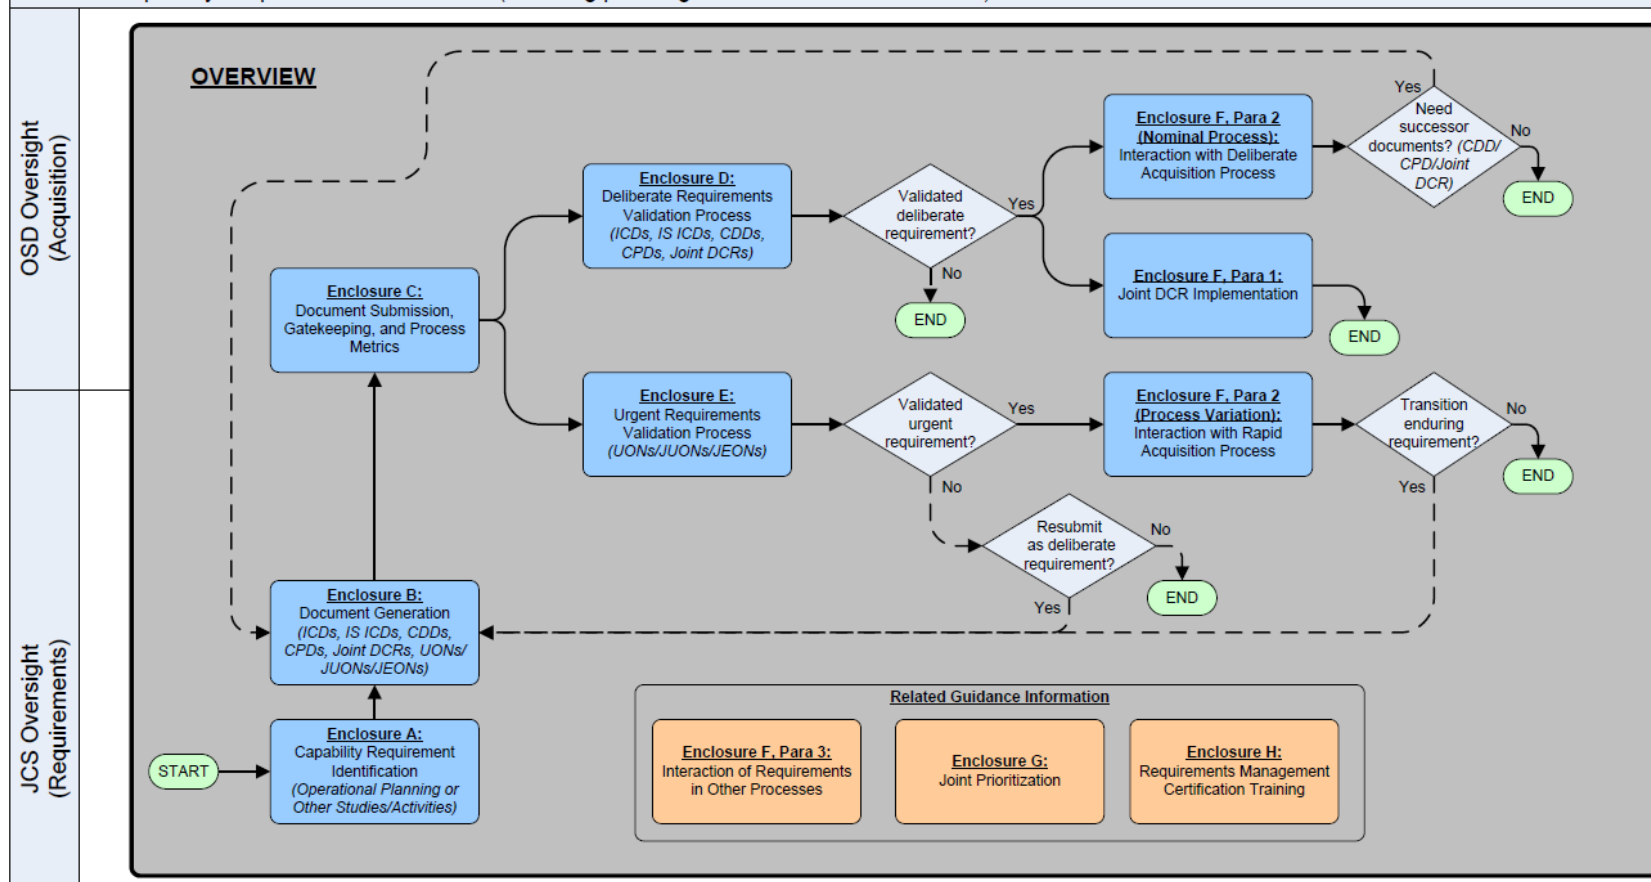 OVERVIEW
OSD Oversight
(Acquisition)
JCS Oversight
(Requirements)
START
Enclosure A:
Capability Requirement
Identification
(Operational Planning or
Other Studies/Activities)
Enclosure B:
Document Generation
(ICDs, IS ICDs, CDDs,
CPDs, Joint DCRs, UONs/
JUONs/JEONs)
Enclosure C:
Document Submission,
Gatekeeping, and Process
Metrics
Enclosure D:
Deliberate Requirements
Validation Process
(ICDs, IS ICDs, CDDs,
CPDs, Joint DCRs)
Validated
deliberate
requirement?
Yes
No
END
Enclosure F, Para 2
(Nominal Process):
Interaction with Deliberate
Acquisition Process
Yes
Need
successor
documents? (CDD/
CPD/Joint
DCR)
No
END
Enclosure F, Para 1:
Joint DCR Implementation
END
Enclosure E:
Urgent Requirements
Validation Process
(UONs/JUONs/JEONs)
Validated
urgent
requirement?
Yes
No
Enclosure F, Para 2
(Process Variation):
Interaction with Rapid
Acquisition Process
Transition
enduring
requirement?
No
END
Yes
Resubmit
as deliberate
requirement?
No
END
Yes
Related Guidance Information
Enclosure F, Para 3:
Interaction of Requirements
in Other Processes
Enclosure G:
Joint Prioritization
Enclosure H:
Requirements Management
Certification Training